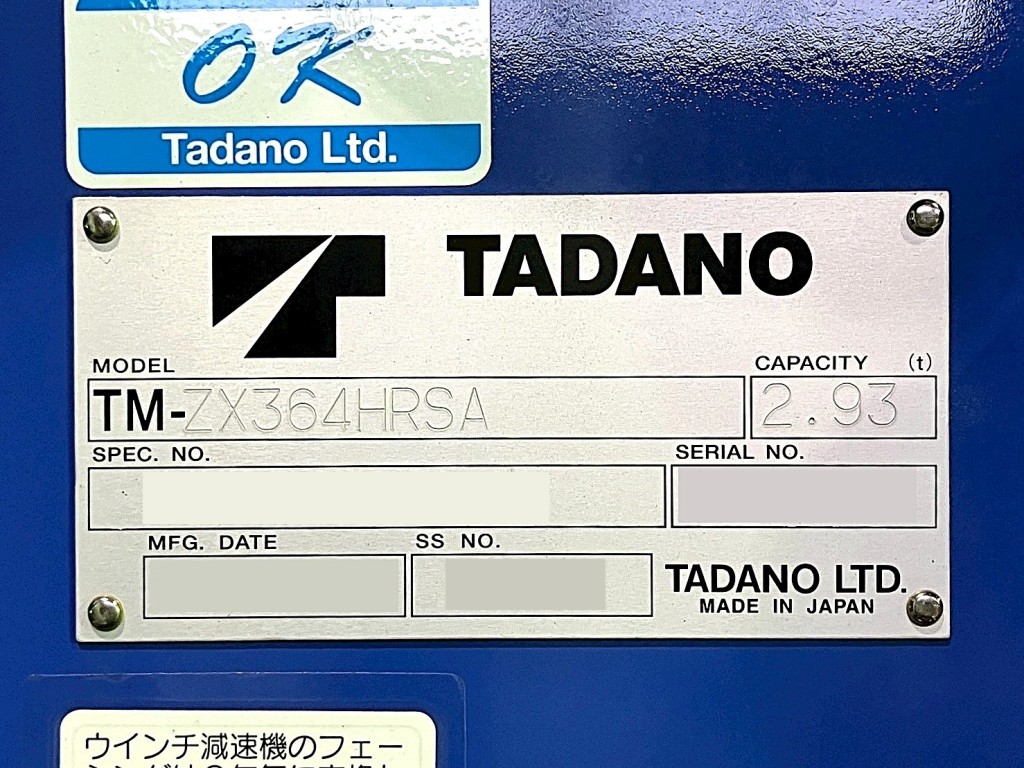 OK
Tadano Ltd.
TADANO
MODEL
CAPACITY (t)
TM-ZX364HRSA
2.93
SPEC. NO.
SERIAL NO.
MFG. DATE
SS NO.
TADANO LTD.
MADE IN JAPAN
ウインチ減速機のフェー